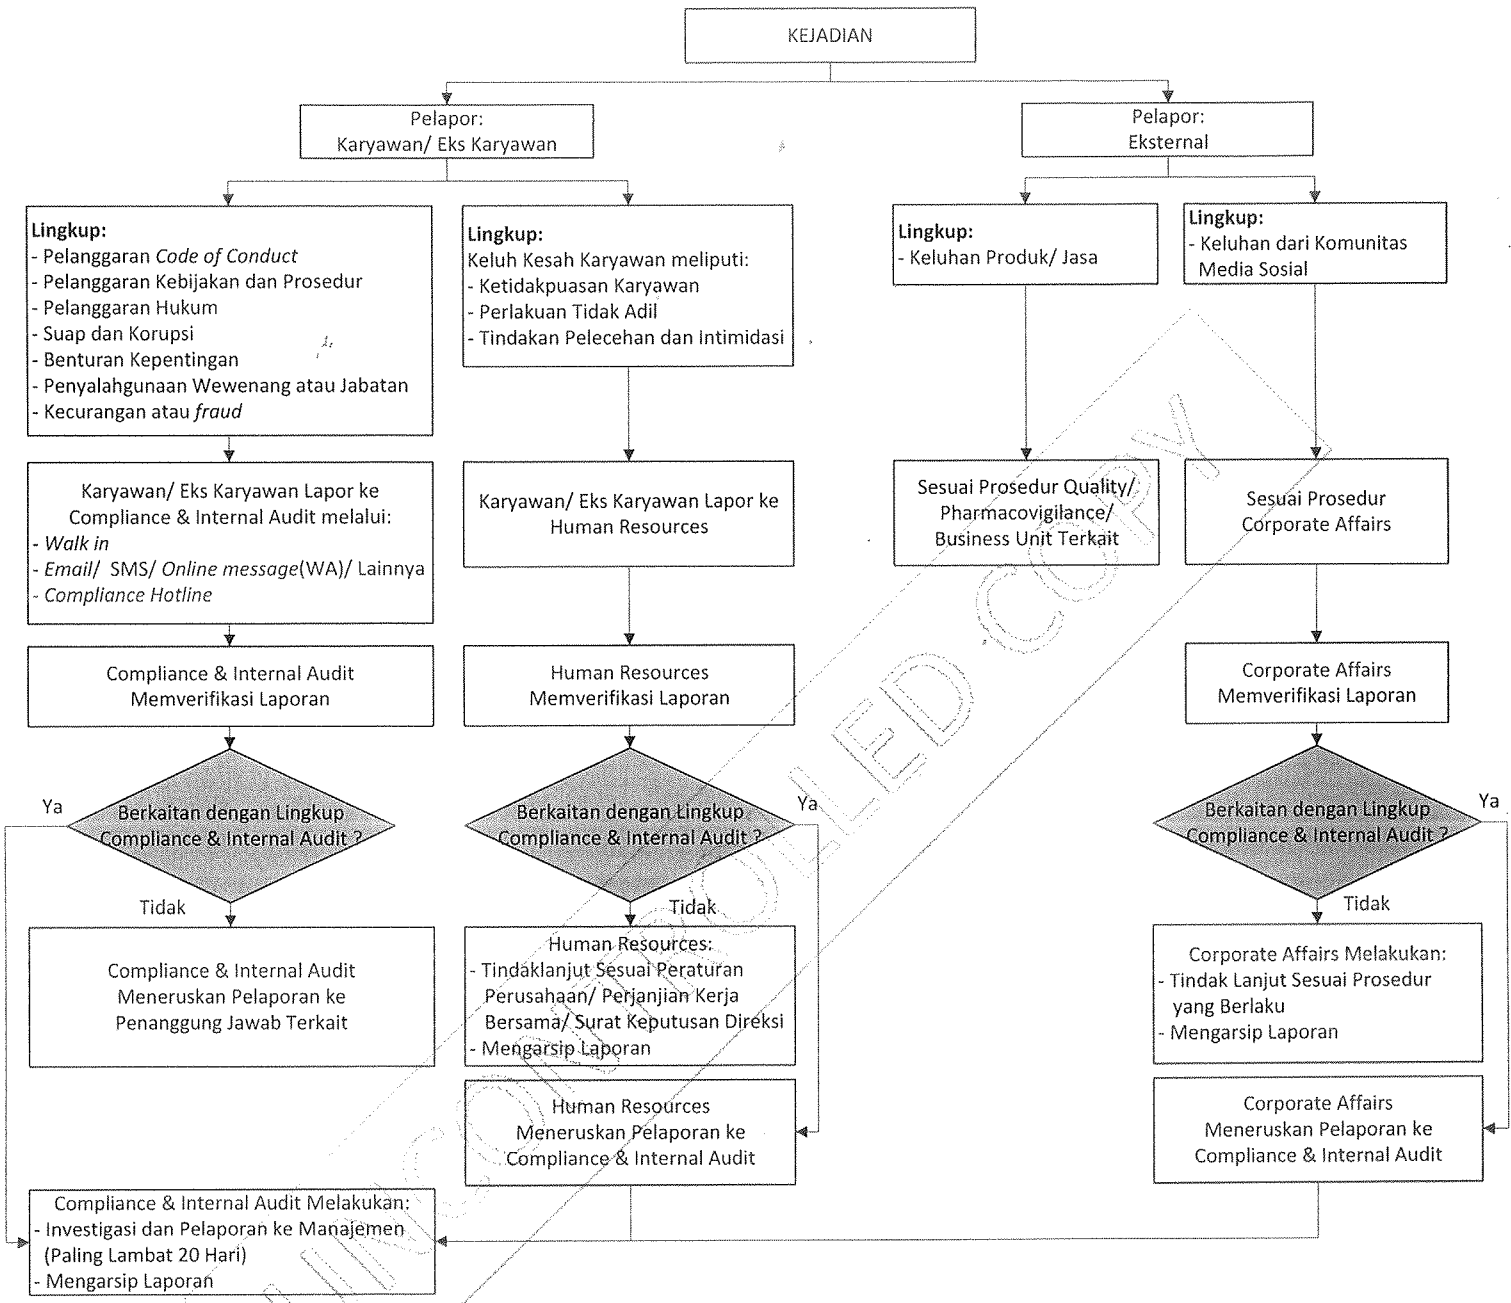 KEJADIAN
Pelapor:
Karyawan/ Eks Karyawan
Pelapor:
Eksternal
Lingkup:
- Pelanggaran Code of Conduct
- Pelanggaran Kebijakan dan Prosedur
- Pelanggaran Hukum
- Suap dan Korupsi
- Benturan Kepentingan
- Penyalahgunaan Wewenang atau Jabatan
- Kecurangan atau fraud
Lingkup:
Keluh Kesah Karyawan meliputi:
- Ketidakpuasan Karyawan
- Perlakuan Tidak Adil
- Tindakan Pelecehan dan Intimidasi
Lingkup:
- Keluhan Produk/ Jasa
Lingkup:
- Keluhan dari Komunitas
Media Sosial
Karyawan/ Eks Karyawan Lapor ke
Compliance & Internal Audit melalui:
- Walk in
- Email/ SMS/ Online message(WA)/ Lainnya
- Compliance Hotline
Karyawan/ Eks Karyawan Lapor ke
Human Resources
Sesuai Prosedur Quality/
Pharmacovigilance/
Business Unit Terkait
Sesuai Prosedur
Corporate Affairs
Compliance & Internal Audit
Memverifikasi Laporan
Human Resources
Memverifikasi Laporan
Corporate Affairs
Memverifikasi Laporan
Ya
Berkaitan dengan Lingkup
Compliance & Internal Audit ?
Tidak
Berkaitan dengan Lingkup
Compliance & Internal Audit ?
Ya
Tidak
Berkaitan dengan Lingkup
Compliance & Internal Audit ?
Ya
Tidak
Compliance & Internal Audit
Meneruskan Pelaporan ke
Penanggung Jawab Terkait
Human Resources:
- Tindaklanjut Sesuai Peraturan
Perusahaan/ Perjanjian Kerja
Bersama/ Surat Keputusan Direksi
- Mengarsip Laporan
Corporate Affairs Melakukan:
- Tindak Lanjut Sesuai Prosedur
yang Berlaku
- Mengarsip Laporan
Human Resources
Meneruskan Pelaporan ke
Compliance & Internal Audit
Corporate Affairs
Meneruskan Pelaporan ke
Compliance & Internal Audit
Compliance & Internal Audit Melakukan:
- Investigasi dan Pelaporan ke Manajemen
(Paling Lambat 20 Hari)
- Mengarsip Laporan
UNCONTROLLED COPY